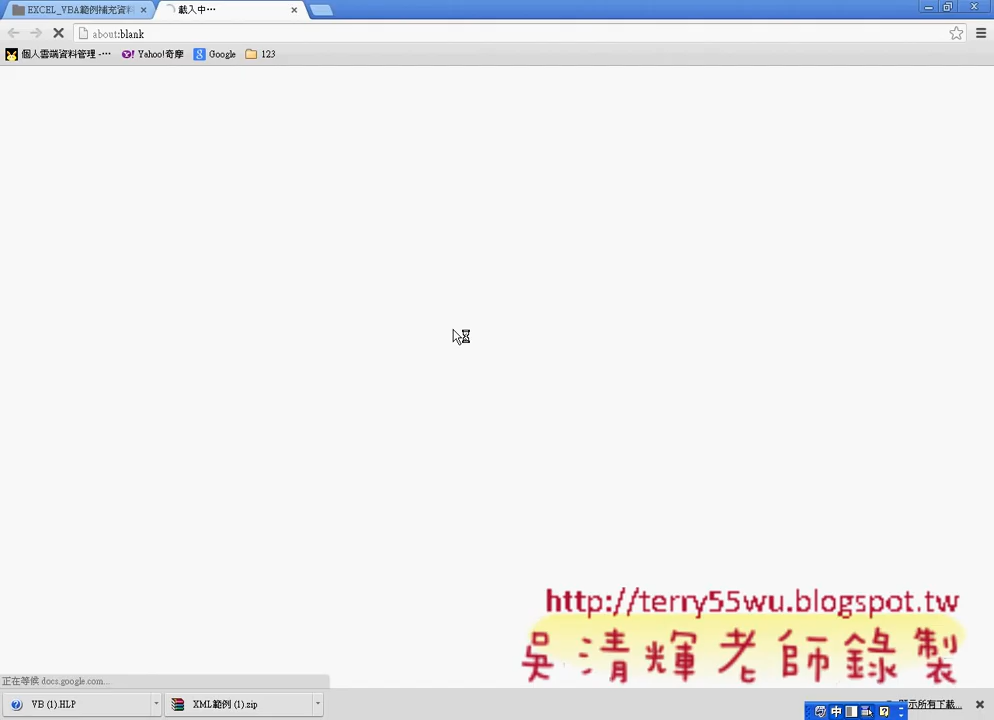 EXCEL_VBA範例補充資料
載入中…
about:blank
個人雲端資料管理 -…
Yahoo!奇摩
Google
123
http://terry55wu.blogspot.tw
吳清輝老師錄製
正在等候 docs.google.com...
VB (1).HLP
XML範例 (1).zip
中
顯示所有下載...